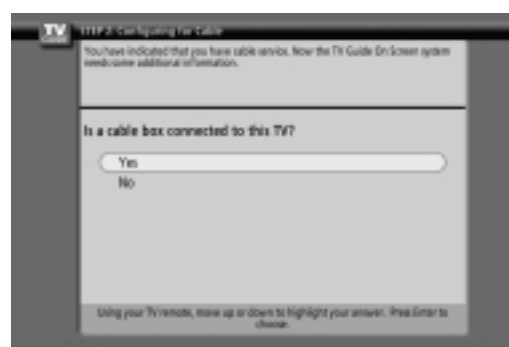 TV
GUIDE
STEP 2: Configuring for Cable
You have indicated that you have cable service. Now the TV Guide On Screen system
needs some additional information.
Is a cable box connected to this TV?
Yes
No
Using your TV remote, move up or down to highlight your answer. Press Enter to
choose.